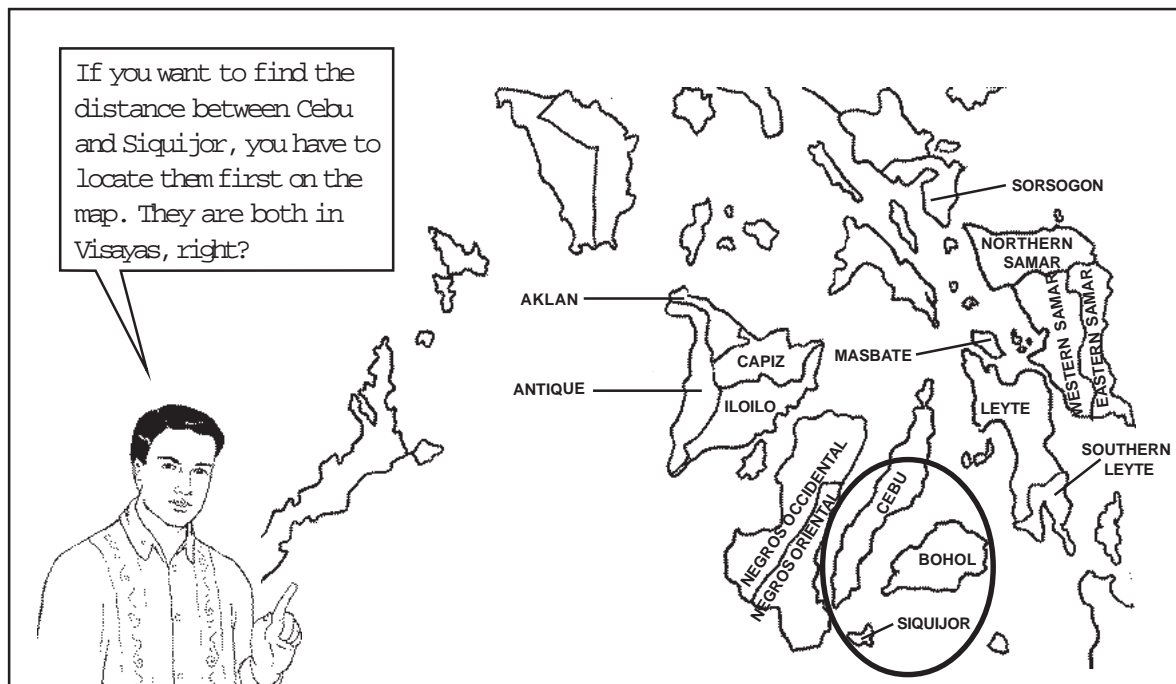 If you want to find the
distance between Cebu
and Siquijor, you have to
locate them first on the
map. They are both in
Visayas, right?
SORSOGON
NORTHERN
SAMAR
WESTERN SAMAR
EASTERN SAMAR
AKLAN
CAPIZ
MASBATE
ANTIQUE
ILOILO
LEYTE
SOUTHERN
LEYTE
NEGROS OCCIDENTAL
NEGROS ORIENTAL
CEBU
BOHOL
SIQUIJOR